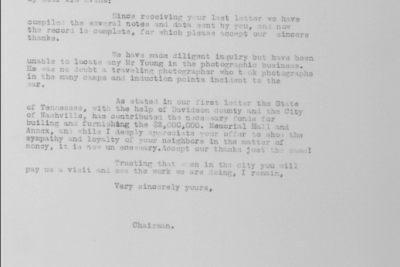 Since receiving your last letter we have
compiled the several notes and data sent by you, and now
the record is complete, for which please accept our sincere
thanks.
We have made diligent inquiry but have been
unable to locate any Mr Young in the photographic business.
He was no doubt a traveling photographer who took photographs
in the many camps and induction points incident to the
war.
As stated in our first letter the State
of Tennessee, with the help of Davidson county and the City
of Nashville, has contributed the necessary funds for
builing and furnishing the $2,000,000. Memorial Hall and
Annex, and while I deeply appreciate your offer to show the
sympathy and loyalty of your neighbors in the matter of
money, it is now un necessary.Accept our thanks just the same!
Trusting that when in the city you will
pay us a visit and see the work we are doing, I remain,
Very sincerely yours,
Chairman.